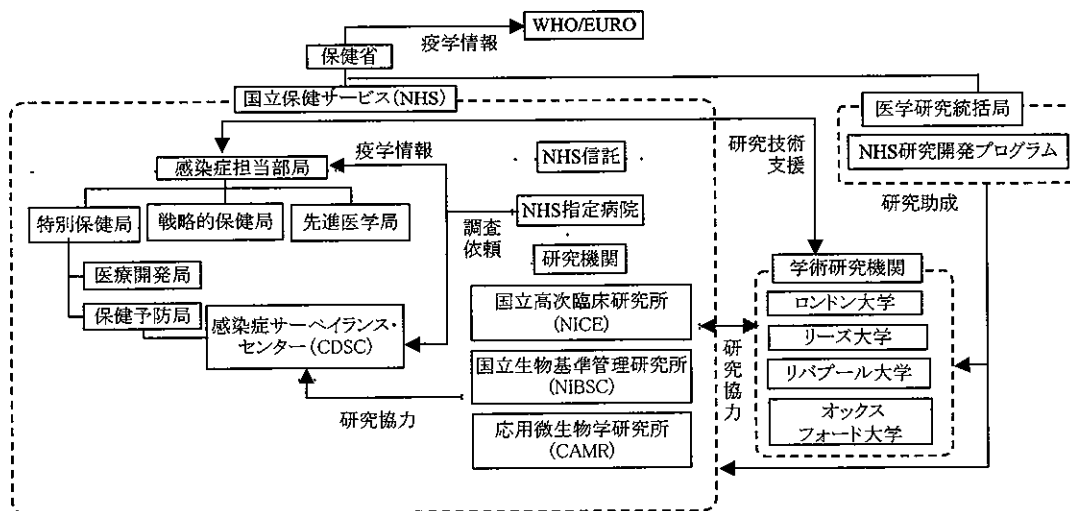 WHO/EURO
疫学情報
保健省
国立保健サービス(NHS)
医学研究統括局
NHS研究開発プログラム
研究助成
研究技術
支援
疫学情報
感染症担当部局
NHS信託
特別保健局
戦略的保健局
先進医学局
NHS指定病院
調査
依頼
研究機関
学術研究機関
医療開発局
保健予防局
感染症サーベイランス・
センター(CDSC)
国立高次臨床研究所
(NICE)
ロンドン大学
リーズ大学
国立生物基準管理研究所
(NIBSC)
研究協力
リバプール大学
研究協力
応用微生物学研究所
(CAMR)
オックス
フォード大学